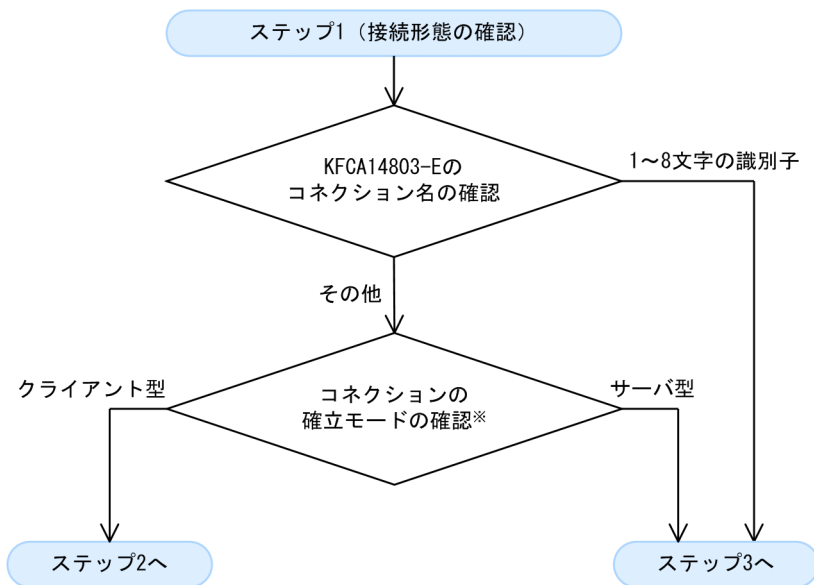 ステップ1（接続形態の確認）
KFCA14803-Eの
コネクション名の確認
1～8文字の識別子
その他
クライアント型
コネクションの
確立モードの確認※
サーバ型
ステップ2へ
ステップ3へ